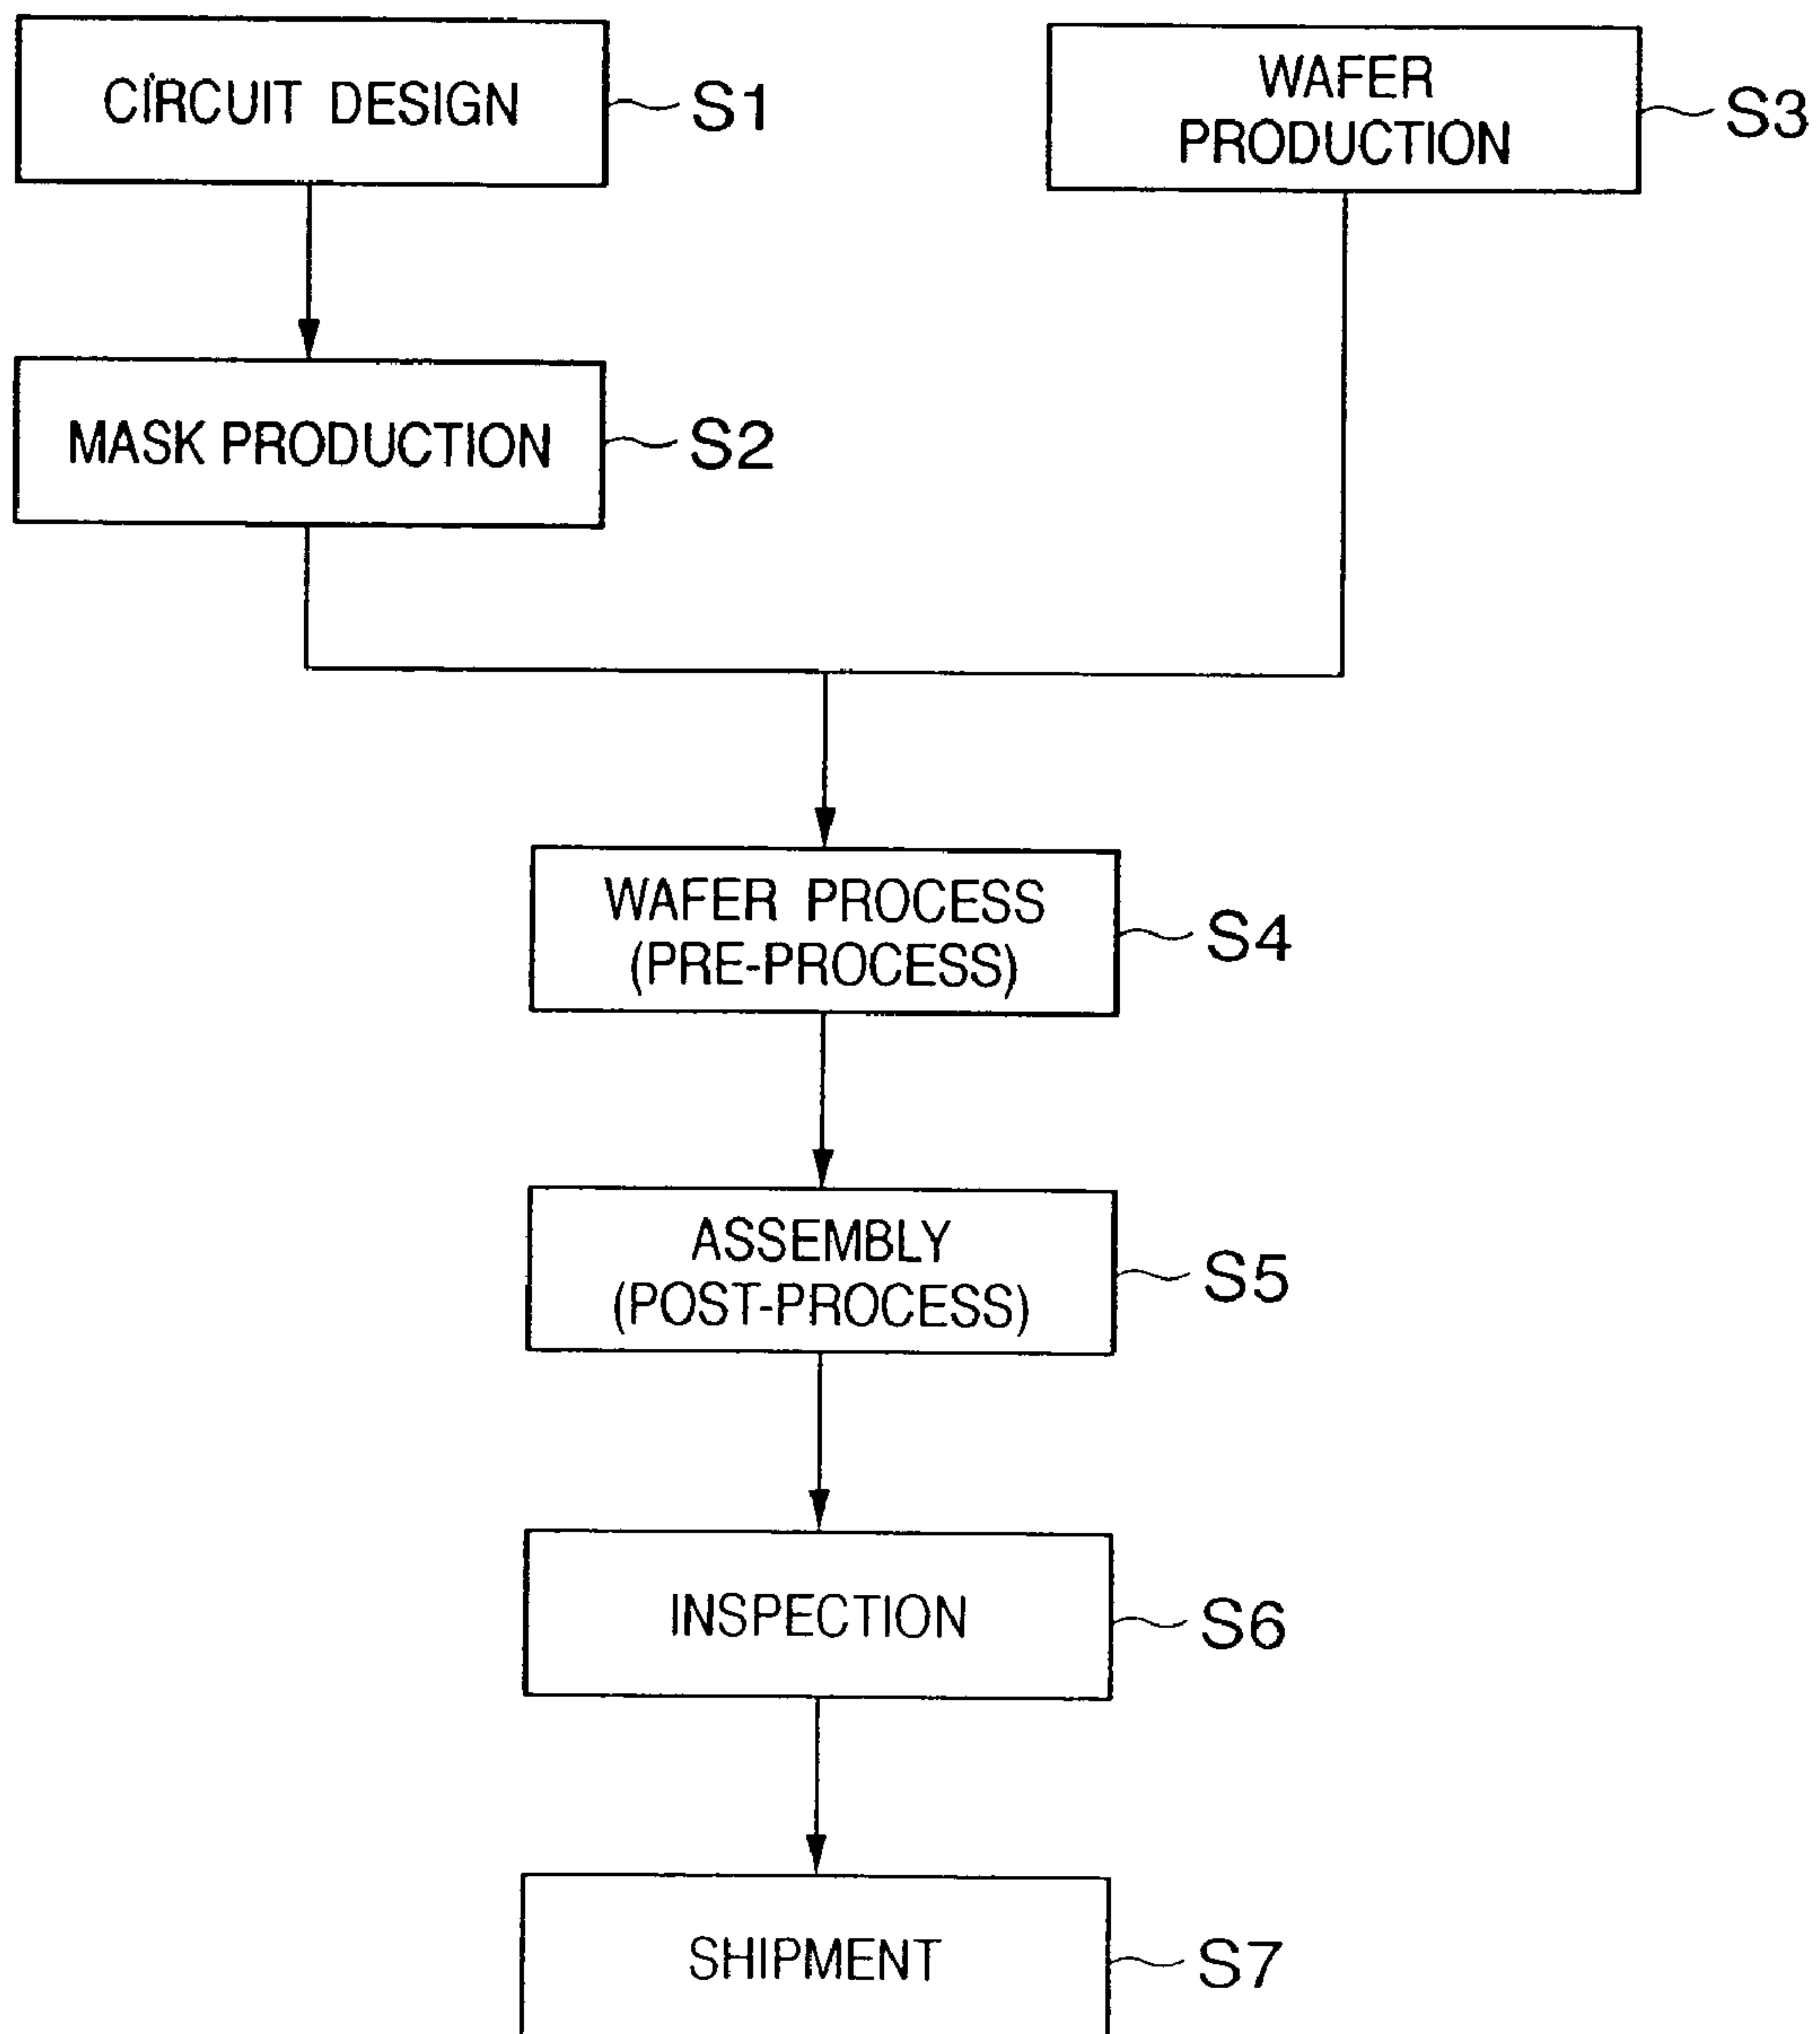 CIRCUIT DESIGN
S1
WAFER
PRODUCTION
S3
MASK PRODUCTION
S2
WAFER PROCESS
(PRE-PROCESS)
S4
ASSEMBLY
(POST-PROCESS)
S5
INSPECTION
S6
SHIPMENT
S7